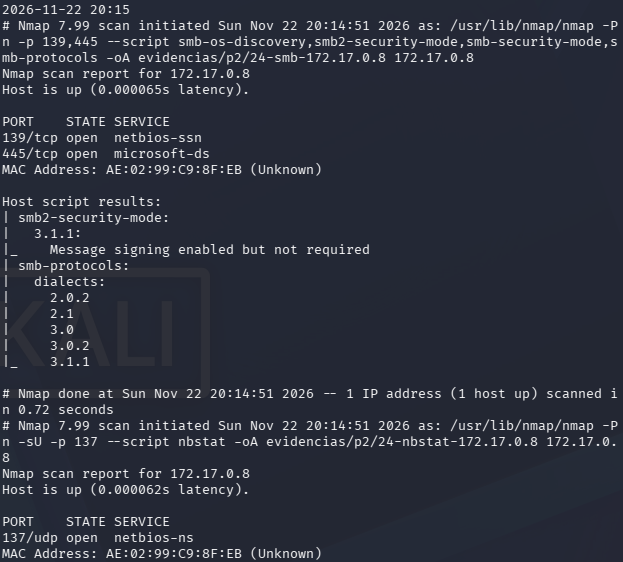 2026-11-22 20:15
# Nmap 7.99 scan initiated Sun Nov 22 20:14:51 2026 as: /usr/lib/nmap/nmap -P
n -p 139,445 --script smb-os-discovery,smb2-security-mode,smb-security-mode,s
mb-protocols -oA evidencias/p2/24-smb-172.17.0.8 172.17.0.8
Nmap scan report for 172.17.0.8
Host is up (0.000065s latency).

PORT    STATE SERVICE
139/tcp open  netbios-ssn
445/tcp open  microsoft-ds
MAC Address: AE:02:99:C9:8F:EB (Unknown)

Host script results:
| smb2-security-mode:
|   3.1.1:
|_    Message signing enabled but not required
| smb-protocols:
|   dialects:
|     2.0.2
|     2.1
|     3.0
|     3.0.2
|_    3.1.1
KALI

# Nmap done at Sun Nov 22 20:14:51 2026 -- 1 IP address (1 host up) scanned i
n 0.72 seconds
# Nmap 7.99 scan initiated Sun Nov 22 20:14:51 2026 as: /usr/lib/nmap/nmap -P
n -sU -p 137 --script nbstat -oA evidencias/p2/24-nbstat-172.17.0.8 172.17.0.
8
Nmap scan report for 172.17.0.8
Host is up (0.000062s latency).

PORT    STATE SERVICE
137/udp open  netbios-ns
MAC Address: AE:02:99:C9:8F:EB (Unknown)